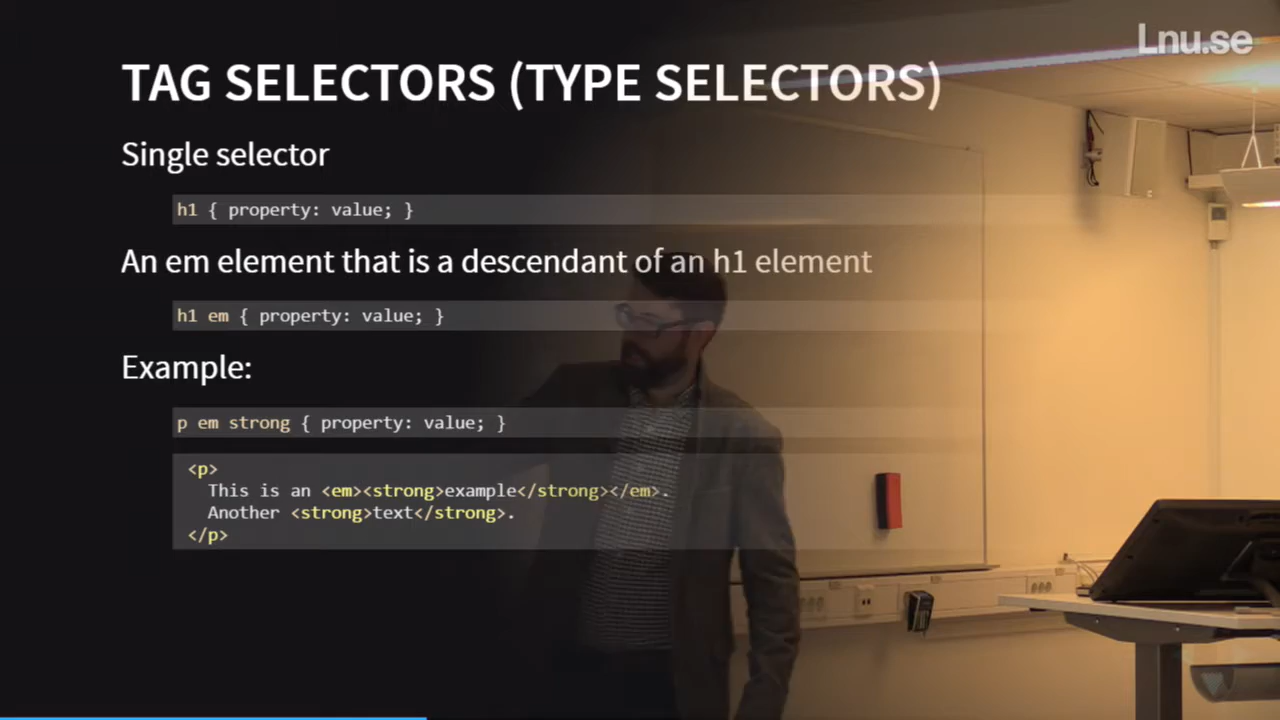 Lnu.se
TAG SELECTORS (TYPE SELECTORS)
Single selector
h1 { property: value; }
An em element that is a descendant of an h1 element
h1 em { property: value; }
Example:
p em strong { property: value; }
<p>
This is an <em><strong>example</strong></em>.
Another <strong>text</strong>.
</p>